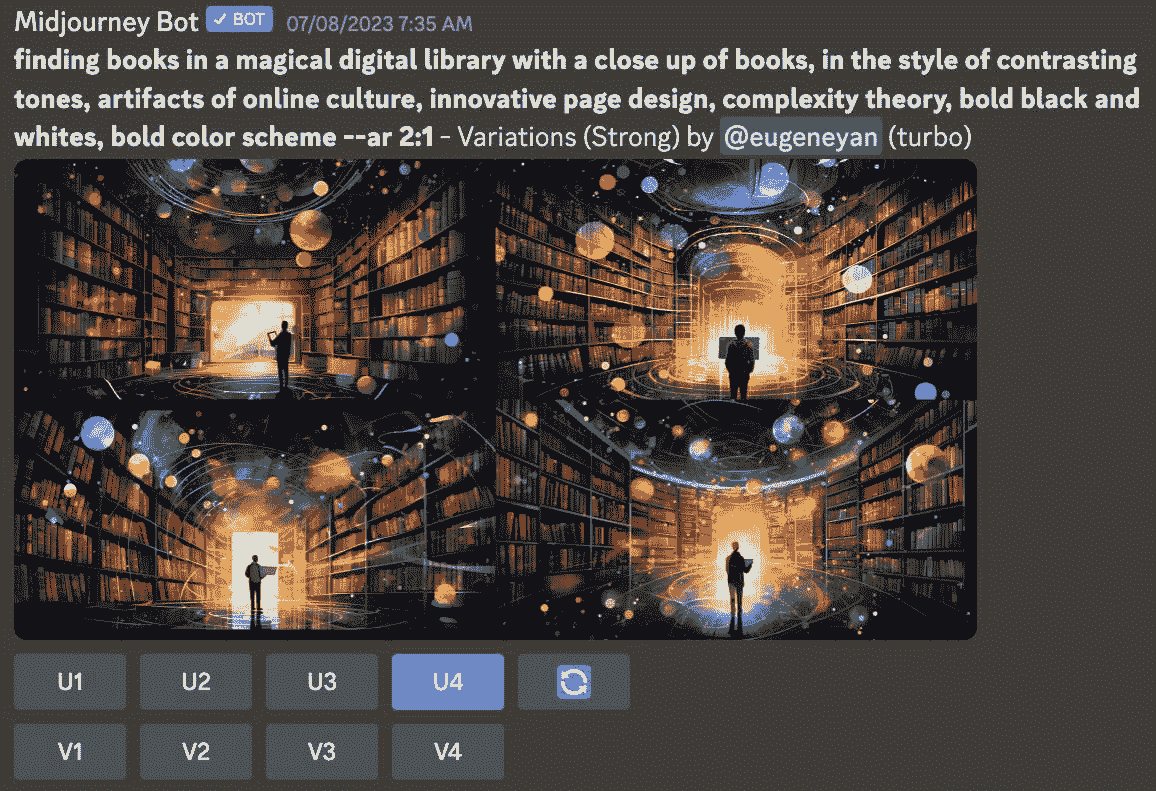 Midjourney Bot ✓ BOT 07/08/2023 7:35 AM
finding books in a magical digital library with a close up of books, in the style of contrasting
tones, artifacts of online culture, innovative page design, complexity theory, bold black and
whites, bold color scheme --ar 2:1 - Variations (Strong) by @eugeneyan (turbo)
U1 U2 U3 U4
V1 V2 V3 V4